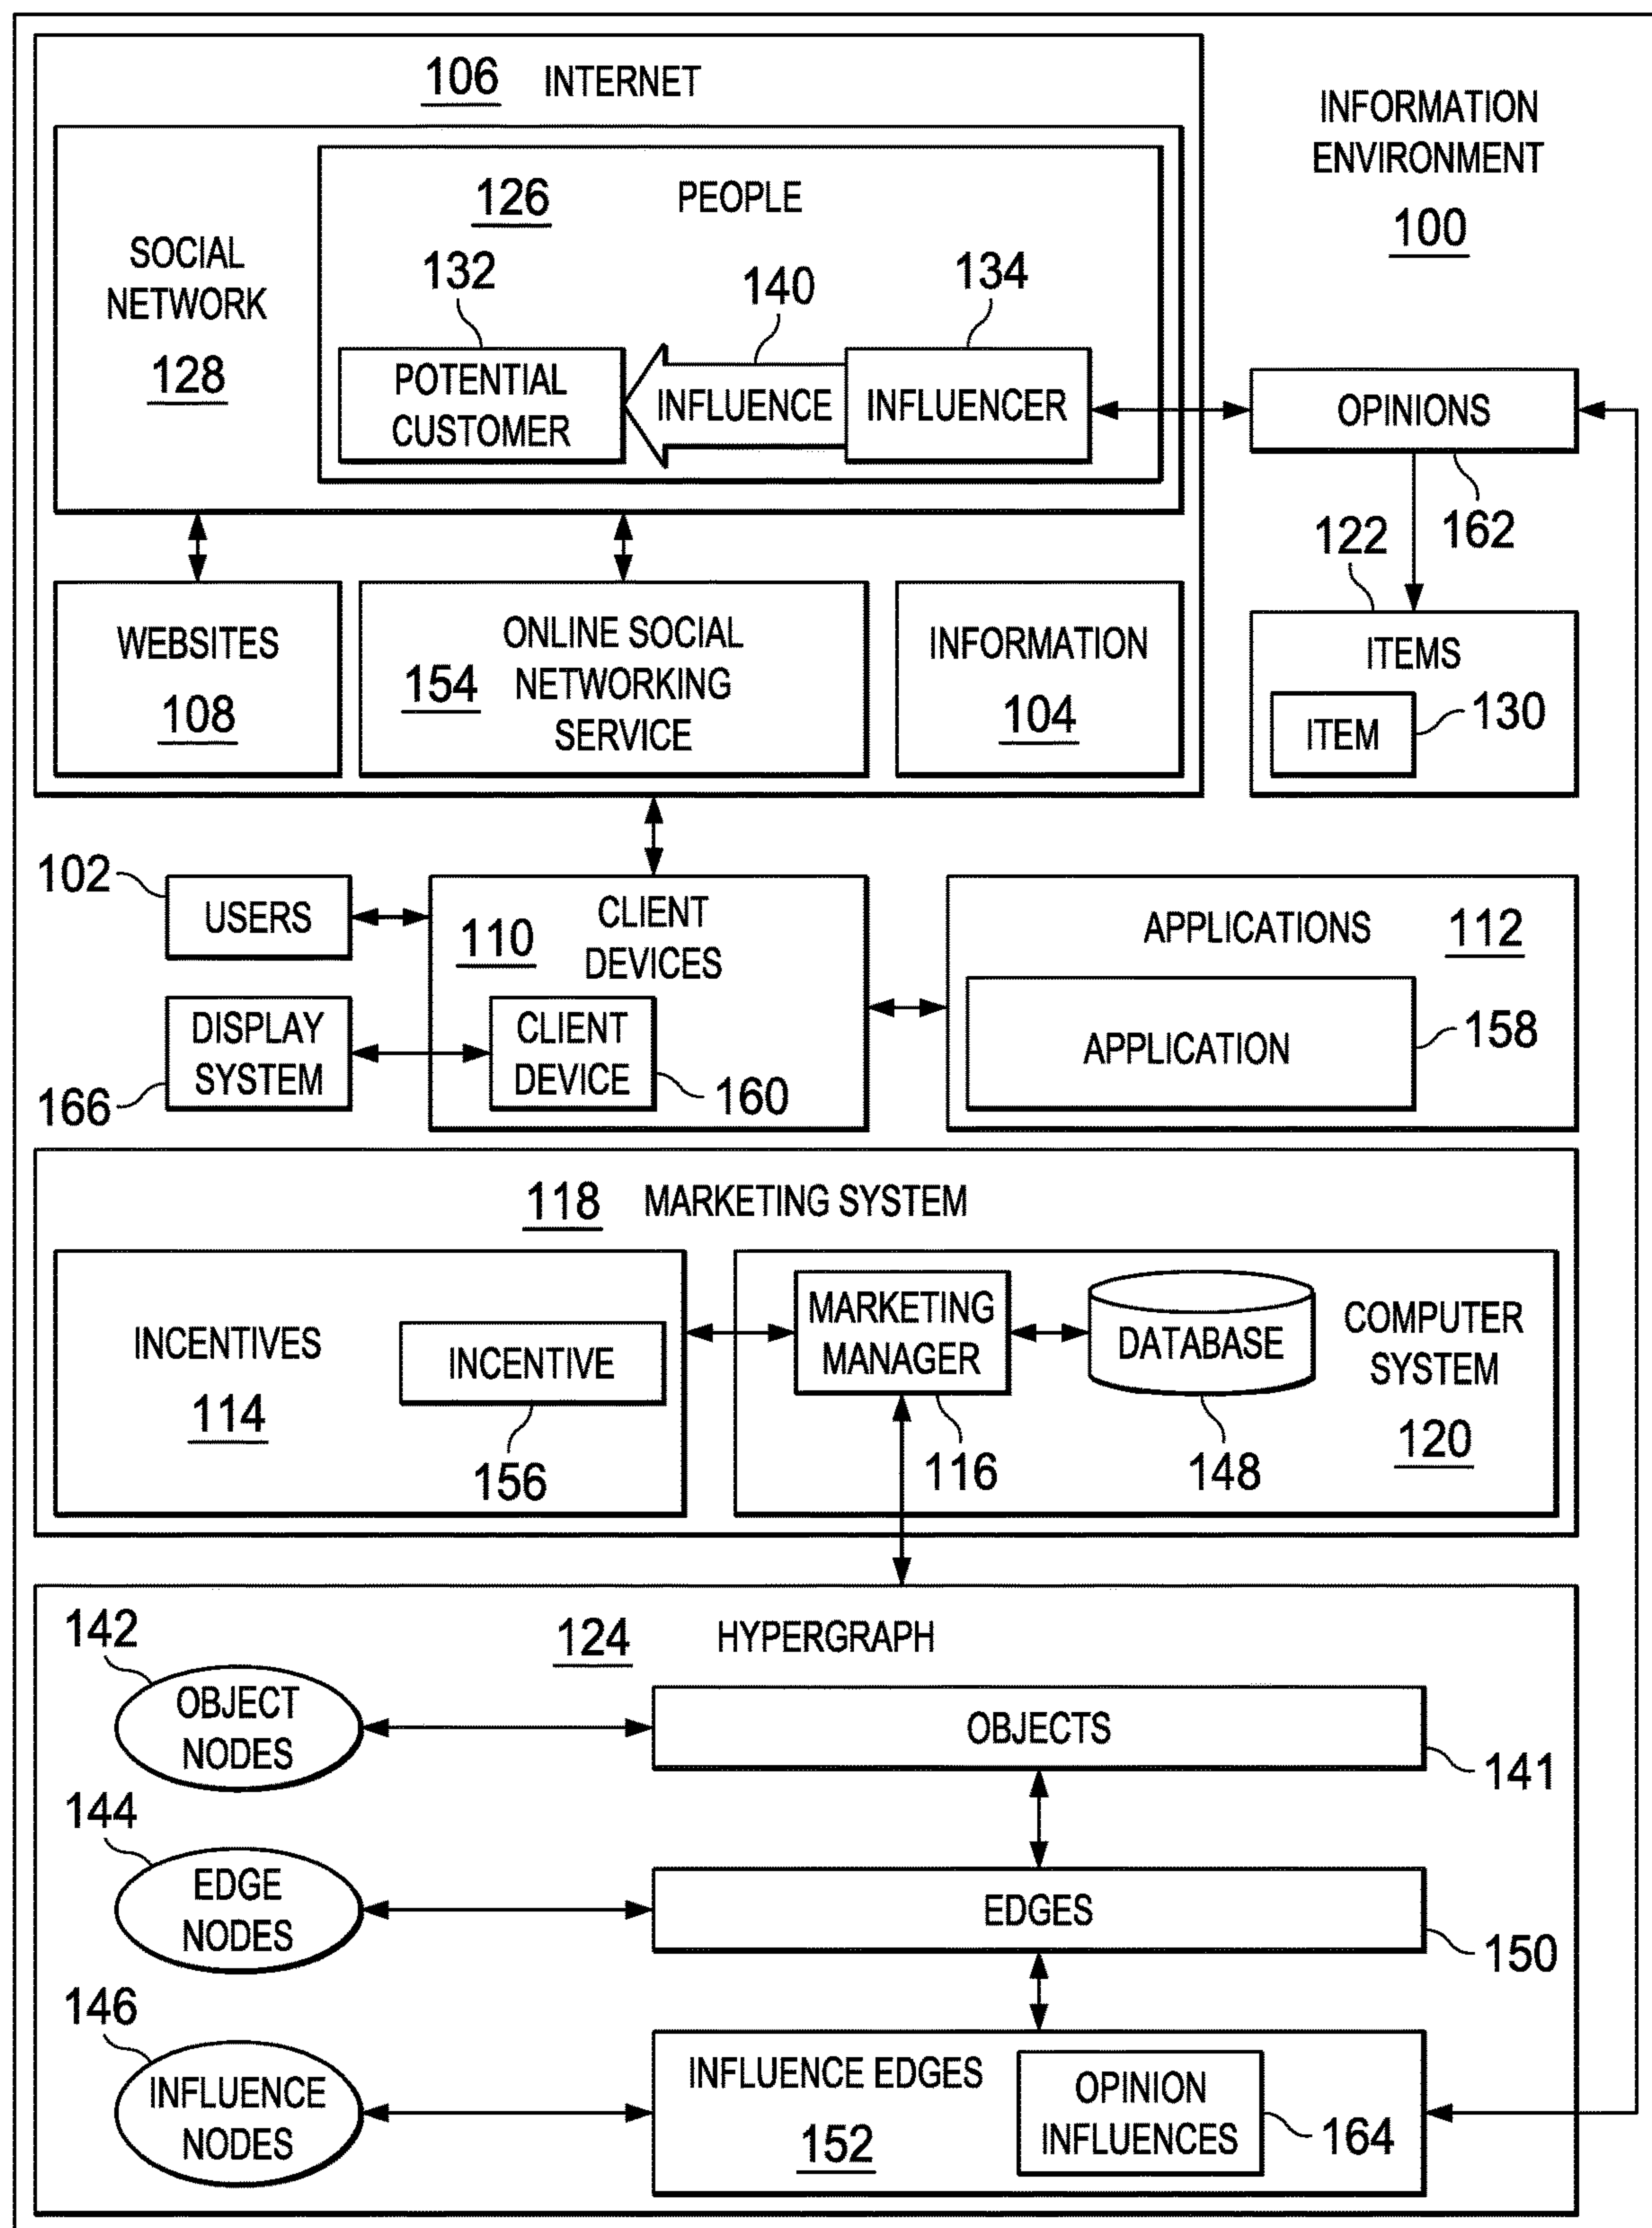 106 INTERNET
INFORMATION
ENVIRONMENT
100
126 PEOPLE
SOCIAL
NETWORK
128
132
140
134
POTENTIAL
CUSTOMER
INFLUENCE
INFLUENCER
OPINIONS
162
122
WEBSITES
108
154
ONLINE SOCIAL
NETWORKING
SERVICE
INFORMATION
104
ITEMS
ITEM
130
102
USERS
110
CLIENT
DEVICES
APPLICATIONS 112
DISPLAY
SYSTEM
166
CLIENT
DEVICE
160
APPLICATION
158
118 MARKETING SYSTEM
INCENTIVES
114
INCENTIVE
156
MARKETING
MANAGER
116
DATABASE
148
COMPUTER
SYSTEM
120
124 HYPERGRAPH
142
OBJECT
NODES
OBJECTS
141
144
EDGE
NODES
EDGES
150
146
INFLUENCE
NODES
INFLUENCE EDGES
152
OPINION
INFLUENCES
164